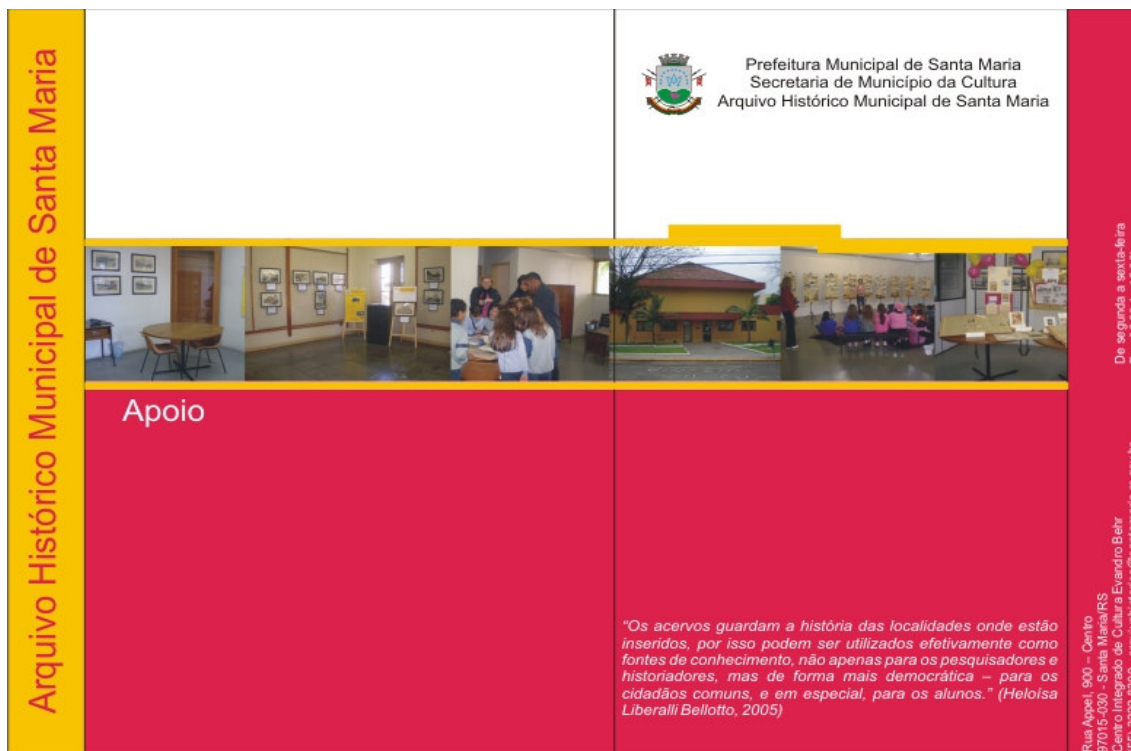 Arquivo Histórico Municipal de Santa Maria
Prefeitura Municipal de Santa Maria
Secretaria de Município da Cultura
Arquivo Histórico Municipal de Santa Maria
Apoio
"Os acervos guardam a história das localidades onde estão
inseridos, por isso podem ser utilizados efetivamente como
fontes de conhecimento, não apenas para os pesquisadores e
historiadores, mas de forma mais democrática – para os
cidadãos comuns, e em especial, para os alunos." (Heloísa
Liberalli Bellotto, 2005)
Rua Appel, 900 – Centro
97015-030 - Santa Maria/RS
Centro Integrado de Cultura Evandro Behr
De segunda a sexta-feira